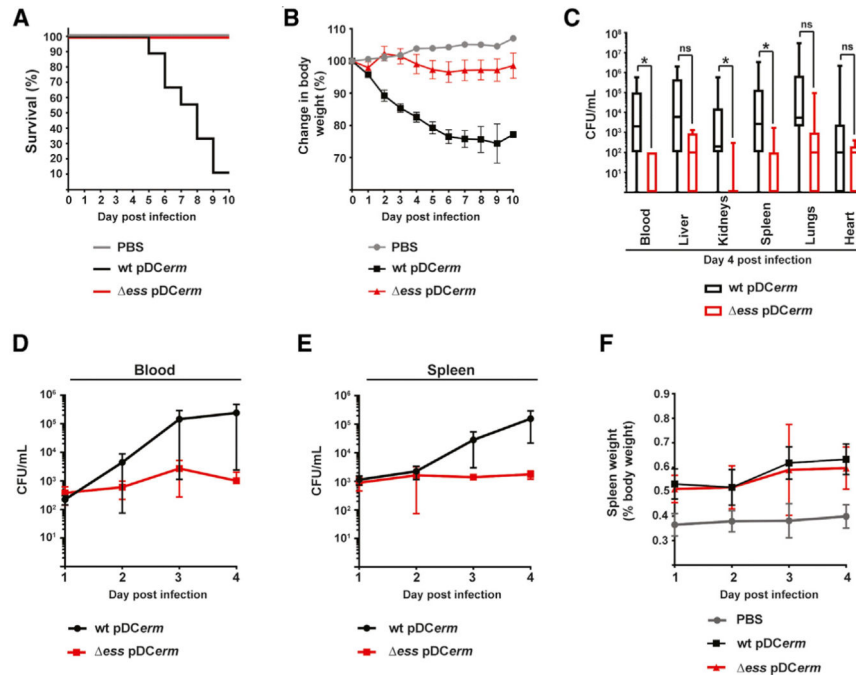 A
Survival (%)
100
90
80
70
60
50
40
30
20
10
0 1 2 3 4 5 6 7 8 9 10
Day post infection
PBS
wt pDCerm
Δess pDCerm
B
Change in body
weight (%)
110
100
90
80
70
0 1 2 3 4 5 6 7 8 9 10
Day post infection
PBS
wt pDCerm
Δess pDCerm
C
CFU/mL
10⁸
10⁷
10⁶
10⁵
10⁴
10³
10²
10¹
* ns * * ns ns
Blood
Liver
Kidneys
Spleen
Lungs
Heart
Day 4 post infection
wt pDCerm
Δess pDCerm
D
Blood
CFU/mL
10⁶
10⁵
10⁴
10³
10²
10¹
1 2 3 4
Day post infection
wt pDCerm
Δess pDCerm
E
Spleen
CFU/mL
10⁶
10⁵
10⁴
10³
10²
10¹
1 2 3 4
Day post infection
wt pDCerm
Δess pDCerm
F
Spleen weight
(% body weight)
0.9
0.8
0.7
0.6
0.5
0.4
0.3
1 2 3 4
Day post infection
PBS
wt pDCerm
Δess pDCerm